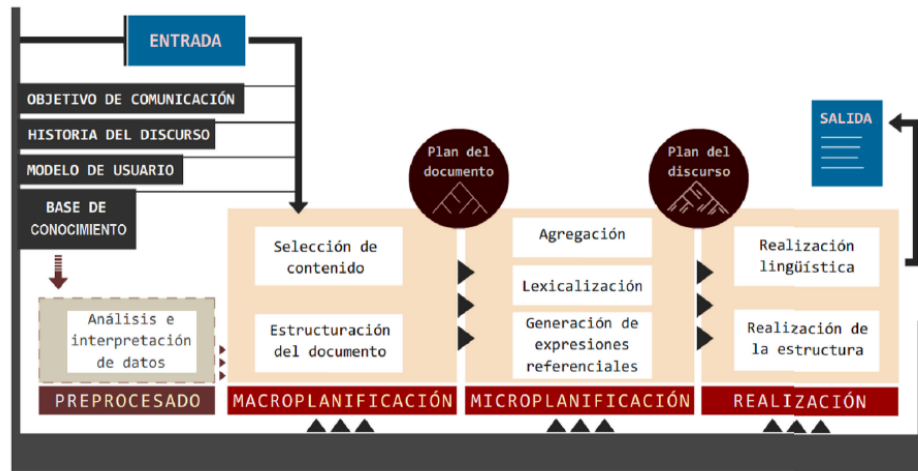 ENTRADA
OBJETIVO DE COMUNICACIÓN
HISTORIA DEL DISCURSO
MODELO DE USUARIO
BASE DE
CONOCIMIENTO
Plan del
documento
Plan del
discurso
SALIDA
Análisis e
interpretación
de datos
PREPROCESADO
Selección de
contenido
Estructuración
del documento
MACROPLANIFICACIÓN
Agregación
Lexicalización
Generación de
expresiones
referenciales
MICROPLANIFICACIÓN
Realización
lingüística
Realización de
la estructura
REALIZACIÓN